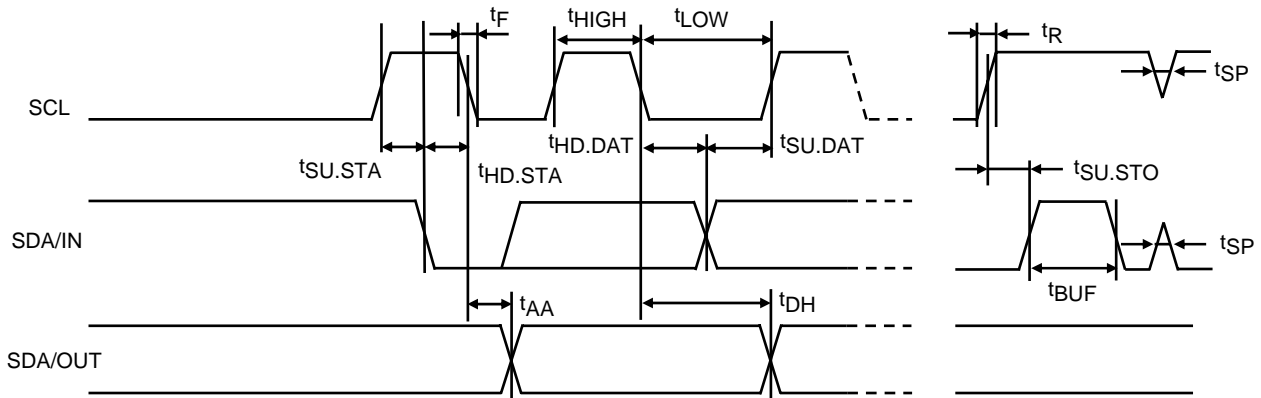 tF
tHIGH
tLOW
tR
tSP
SCL
tSU.STA
tHD.STA
tHD.DAT
tSU.DAT
tSU.STO
SDA/IN
tSP
tBUF
tAA
tDH
SDA/OUT